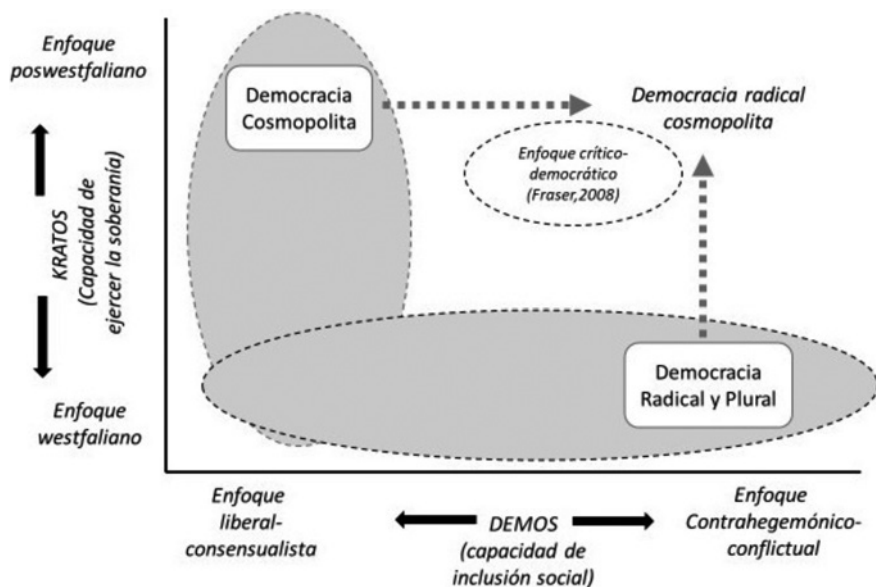 Enfoque
poswestfaliano
KRATOS
(Capacidad de
ejercer la soberanía)
Enfoque
westfaliano
Democracia
Cosmopolita
Democracia radical
cosmopolita
Enfoque crítico-
democrático
(Fraser,2008)
Democracia
Radical y Plural
Enfoque
liberal-
consensualista
DEMOS
(capacidad de
inclusión social)
Enfoque
Contrahegemónico-
conflictual